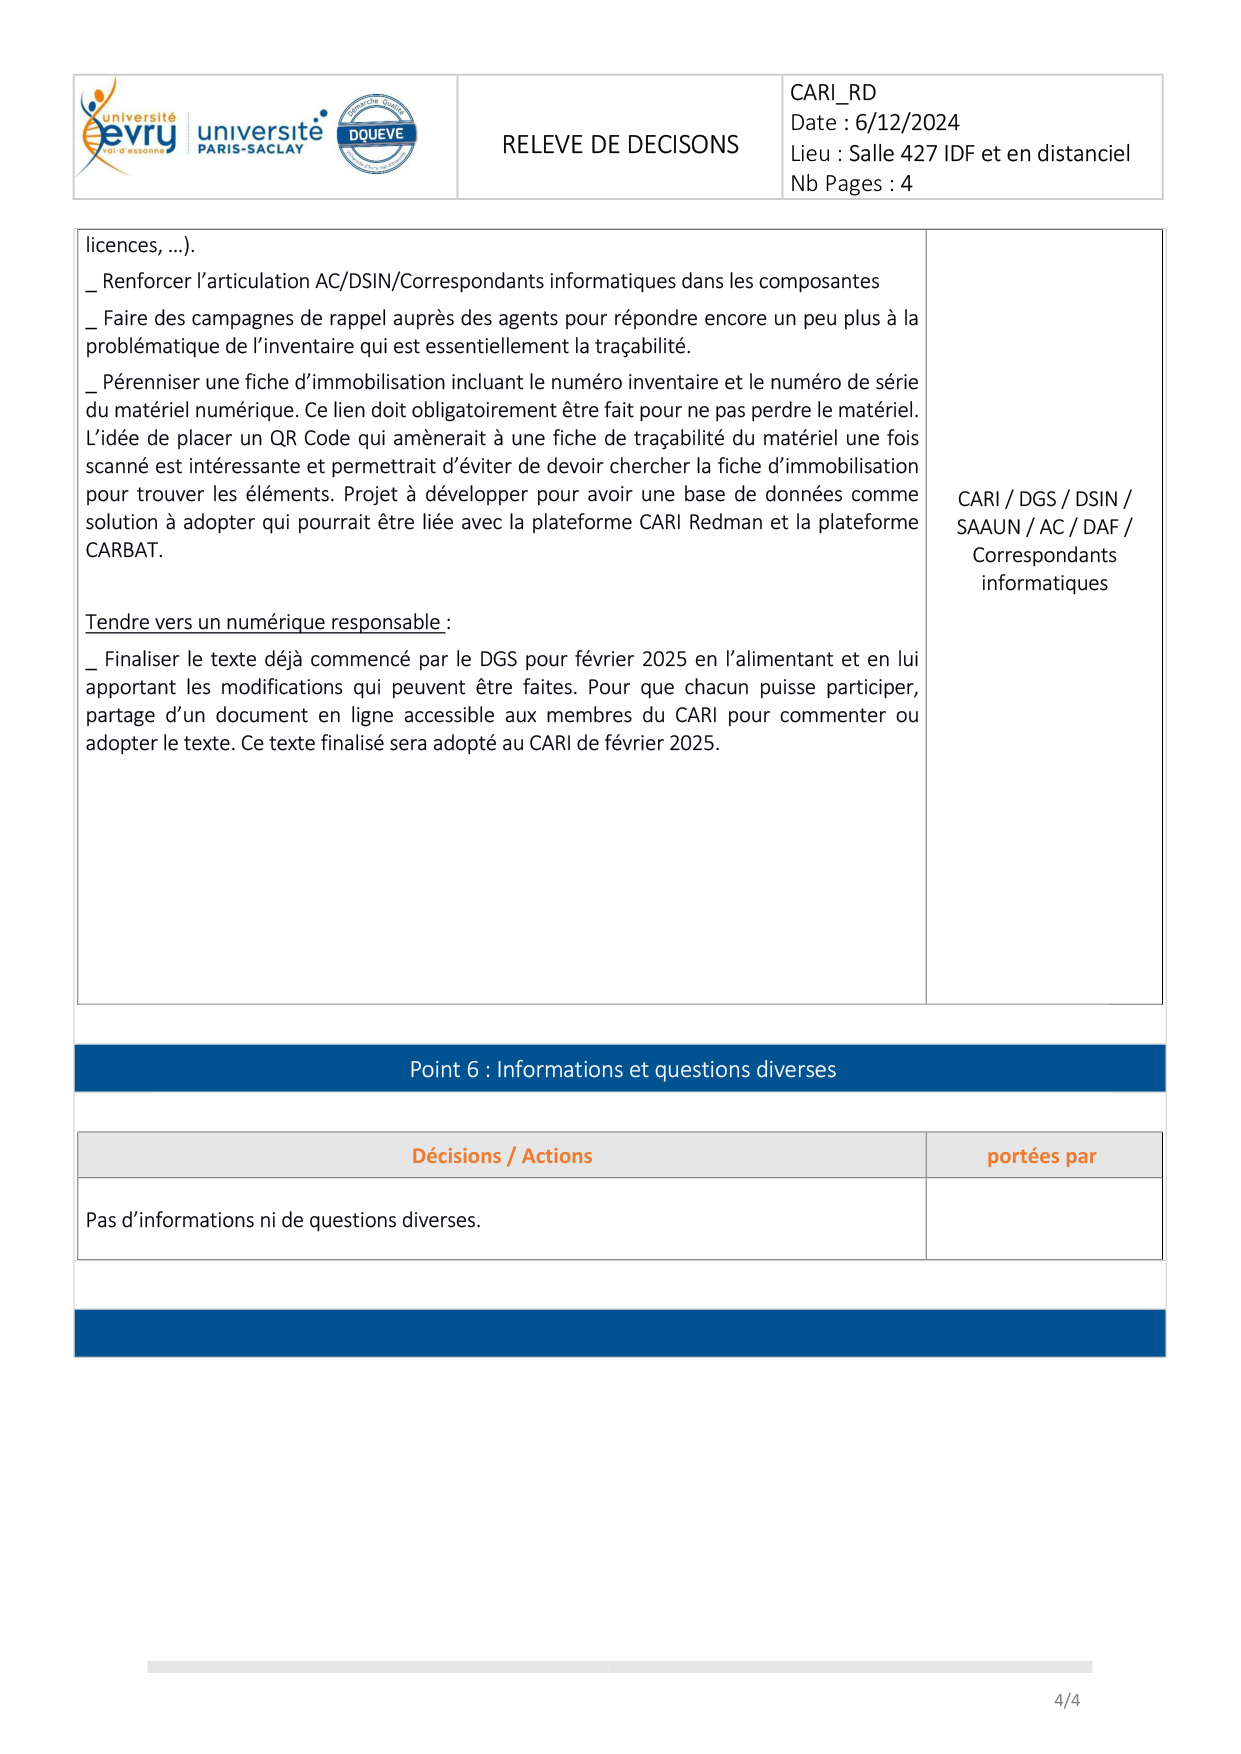 université
evry
val-d'essonne
université
PARIS-SACLAY
Démarche Qualité
DQUEVE
RELEVE DE DECISONS
CARI_RD
Date : 6/12/2024
Lieu : Salle 427 IDF et en distanciel
Nb Pages : 4
licences, …).
_ Renforcer l’articulation AC/DSIN/Correspondants informatiques dans les composantes
_ Faire des campagnes de rappel auprès des agents pour répondre encore un peu plus à la
problématique de l’inventaire qui est essentiellement la traçabilité.
_ Pérenniser une fiche d’immobilisation incluant le numéro inventaire et le numéro de série
du matériel numérique. Ce lien doit obligatoirement être fait pour ne pas perdre le matériel.
L’idée de placer un QR Code qui amènerait à une fiche de traçabilité du matériel une fois
scanné est intéressante et permettrait d’éviter de devoir chercher la fiche d’immobilisation
pour trouver les éléments. Projet à développer pour avoir une base de données comme
solution à adopter qui pourrait être liée avec la plateforme CARI Redman et la plateforme
CARBAT.
Tendre vers un numérique responsable :
_ Finaliser le texte déjà commencé par le DGS pour février 2025 en l’alimentant et en lui
apportant les modifications qui peuvent être faites. Pour que chacun puisse participer,
partage d’un document en ligne accessible aux membres du CARI pour commenter ou
adopter le texte. Ce texte finalisé sera adopté au CARI de février 2025.
CARI / DGS / DSIN /
SAAUN / AC / DAF /
Correspondants
informatiques
Point 6 : Informations et questions diverses
Décisions / Actions
portées par
Pas d’informations ni de questions diverses.
4/4